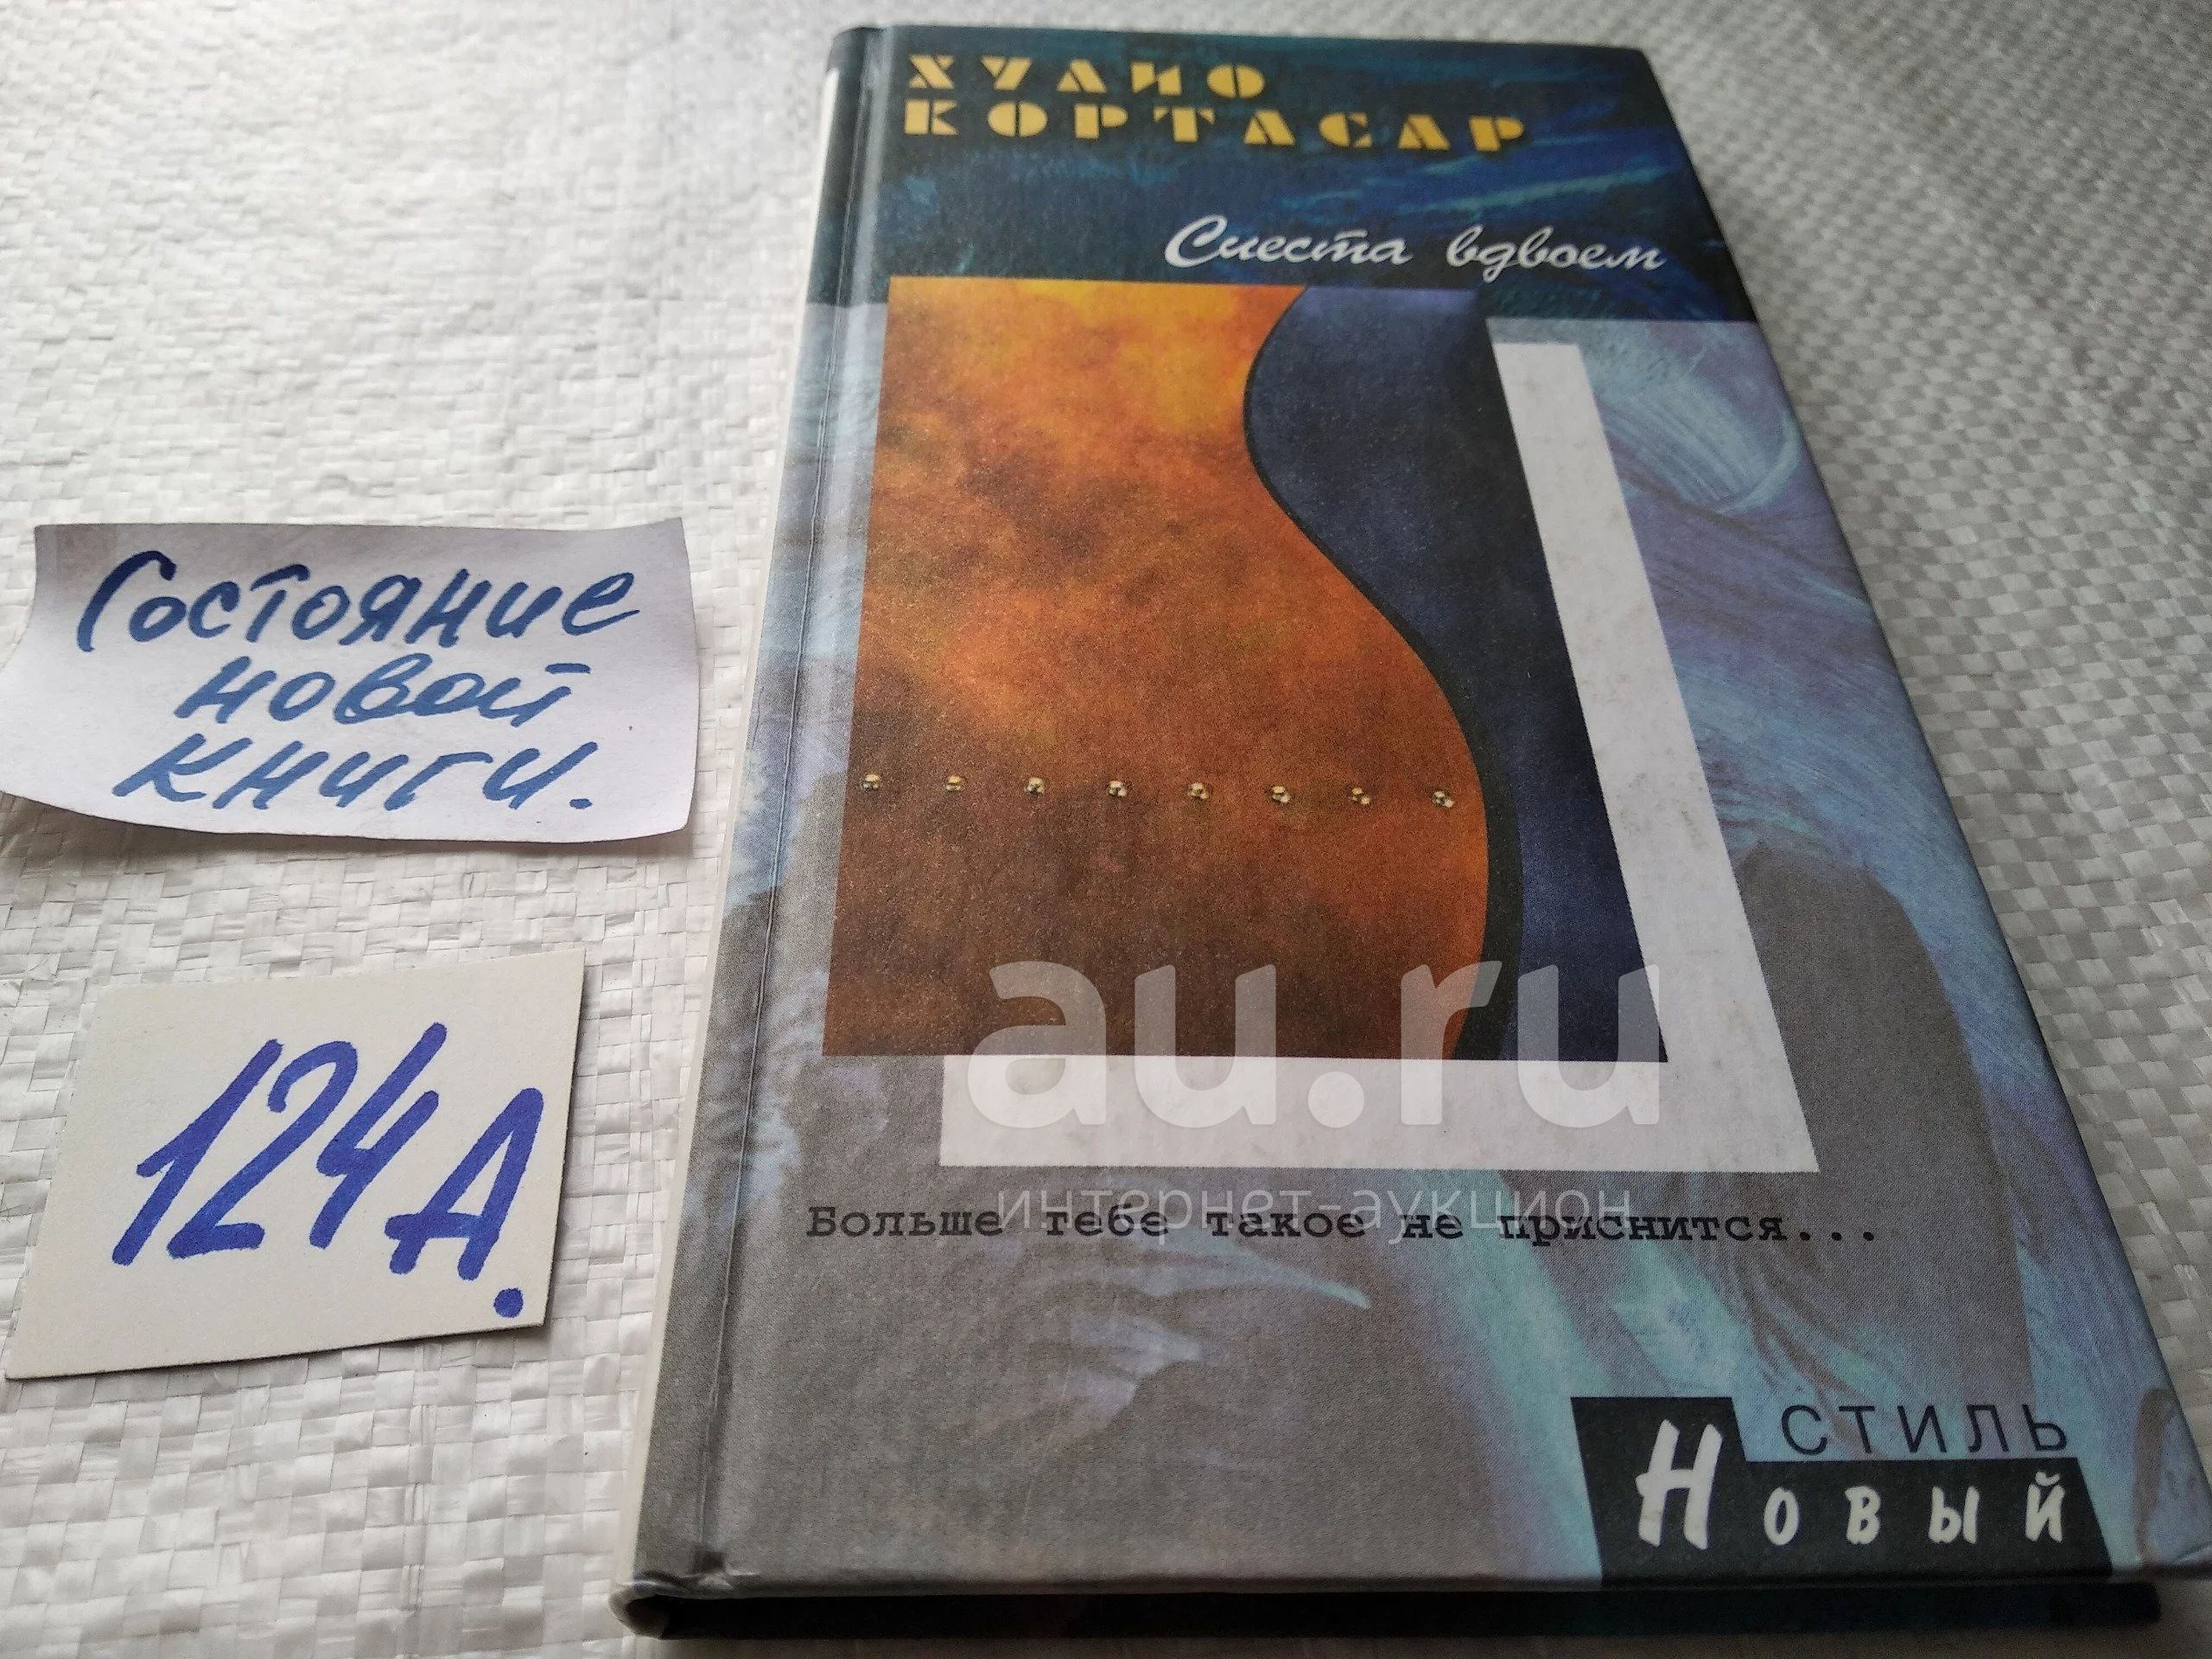 ХУЛИО
КОРТАСАР
Сиеста вдвоем
Состояние
новой
книги.
124А.
au.ru
интернет-аукцион
Больше тебе такое не приснится...
СТИЛЬ
Новый